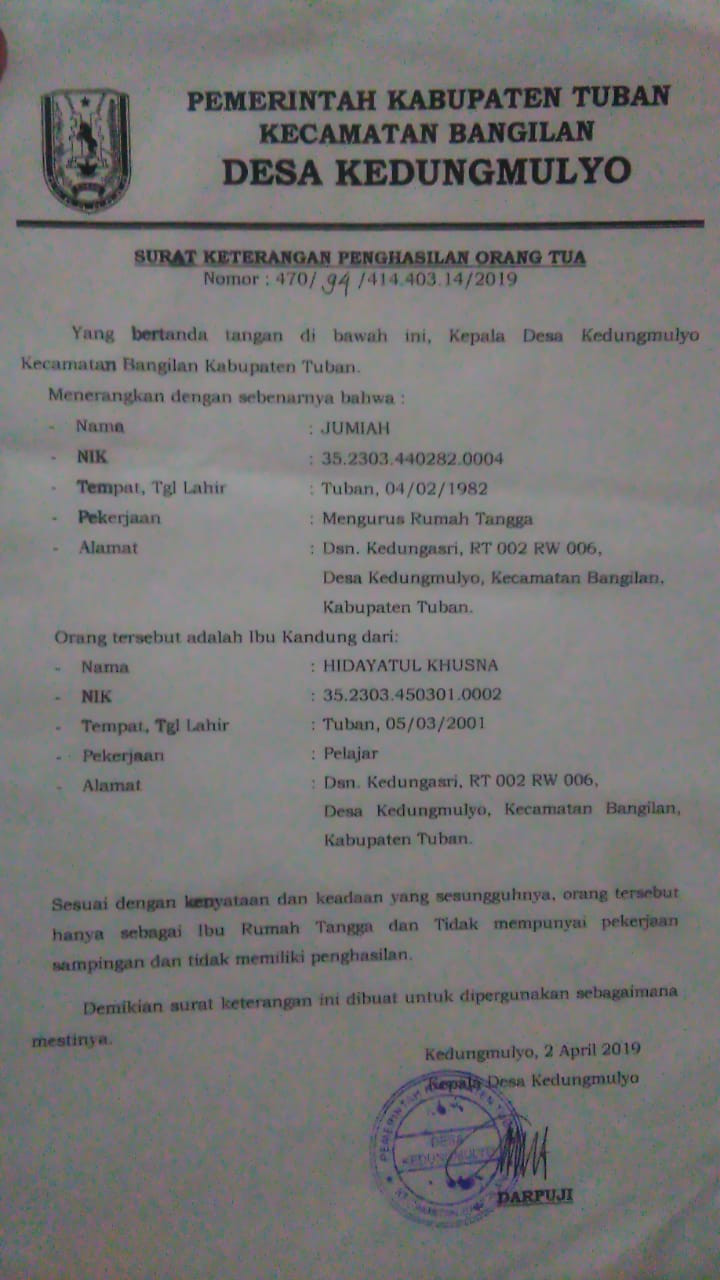 PEMERINTAH KABUPATEN TUBAN
KECAMATAN BANGILAN
DESA KEDUNGMULYO
SURAT KETERANGAN PENGHASILAN ORANG TUA
Nomor : 470/ 94 /414.403.14/2019
Yang bertanda tangan di bawah ini, Kepala Desa Kedungmulyo
Kecamatan Bangilan Kabupaten Tuban.
Menerangkan dengan sebenarnya bahwa :
- Nama : JUMIAH
- NIK : 35.2303.440282.0004
- Tempat, Tgl Lahir : Tuban, 04/02/1982
- Pekerjaan : Mengurus Rumah Tangga
- Alamat : Dsn. Kedungasri, RT 002 RW 006,
Desa Kedungmulyo, Kecamatan Bangilan,
Kabupaten Tuban.
Orang tersebut adalah Ibu Kandung dari:
- Nama : HIDAYATUL KHUSNA
- NIK : 35.2303.450301.0002
- Tempat, Tgl Lahir : Tuban, 05/03/2001
- Pekerjaan : Pelajar
- Alamat : Dsn. Kedungasri, RT 002 RW 006,
Desa Kedungmulyo, Kecamatan Bangilan,
Kabupaten Tuban.
Sesuai dengan kenyataan dan keadaan yang sesungguhnya, orang tersebut
hanya sebagai Ibu Rumah Tangga dan Tidak mempunyai pekerjaan
sampingan dan tidak memiliki penghasilan.
Demikian surat keterangan ini dibuat untuk dipergunakan sebagaimana
mestinya.
Kedungmulyo, 2 April 2019
Kepala Desa Kedungmulyo
PEMERINTAH KABUPATEN TUBAN
DESA
KEDUNGMULYO
DARPUJI